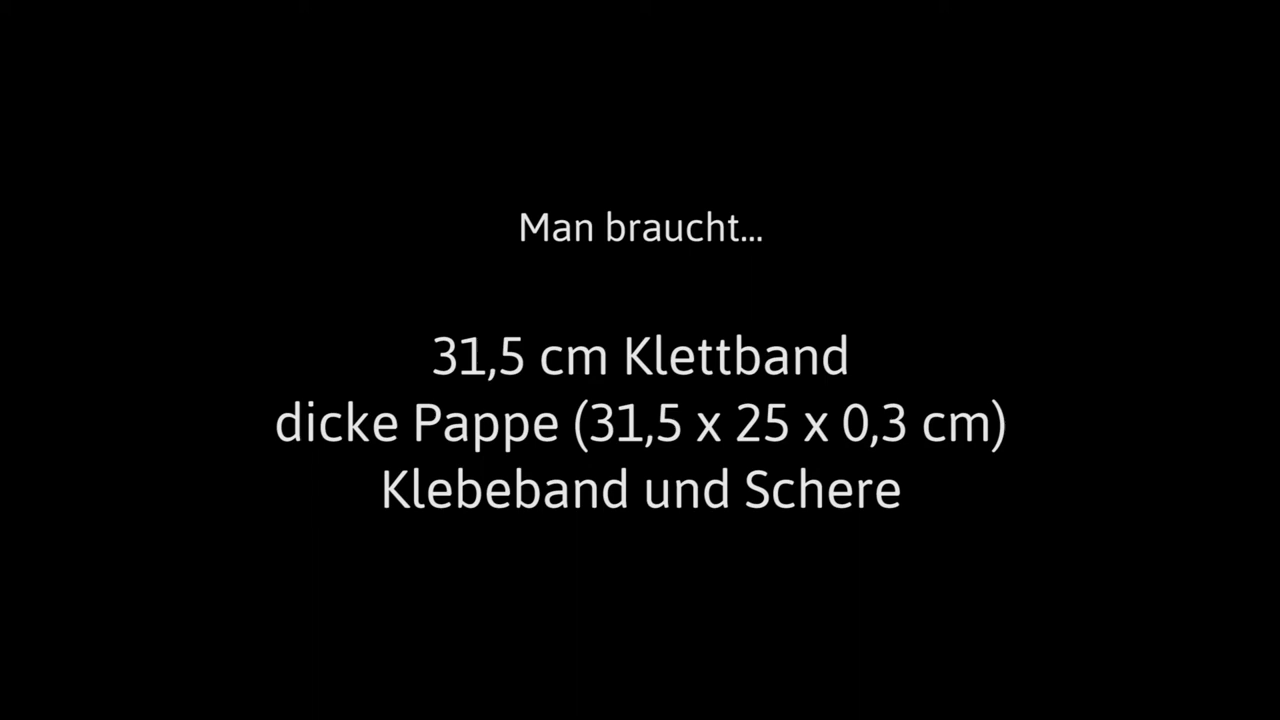 Man braucht...
31,5 cm Klettband
dicke Pappe (31,5 x 25 x 0,3 cm)
Klebeband und Schere